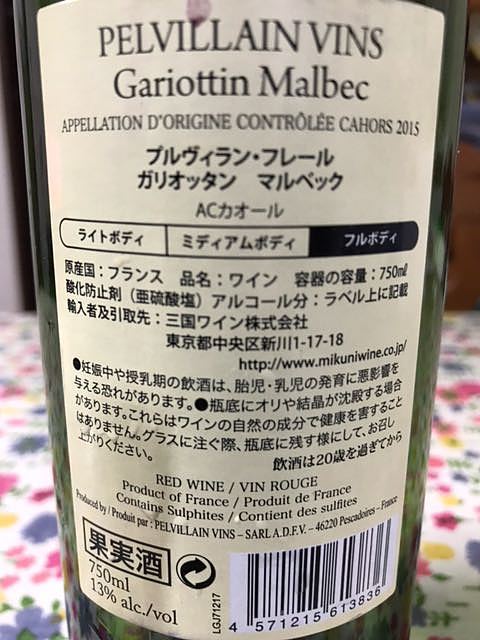 PELVILLAIN VINS
Gariottin Malbec
APPELLATION D'ORIGINE CONTRÔLÉE CAHORS 2015
プルヴィラン・フレール
ガリオッタン マルベック
ACカオール
ライトボディ ミディアムボディ フルボディ
原産国：フランス 品名：ワイン 容器の容量：750㎖
酸化防止剤（亜硫酸塩）アルコール分：ラベル上に記載
輸入者及引取先：三国ワイン株式会社
東京都中央区新川1-17-18
http://www.mikuniwine.co.jp/
●妊娠中や授乳期の飲酒は、胎児・乳児の発育に悪影響を
与える恐れがあります。●瓶底にオリや結晶が沈殿する場合
があります。これらはワインの自然の成分で健康を害すること
はありません。グラスに注ぐ際、瓶底に残す様にして、お召し
上がりください。
飲酒は20歳を過ぎてから
RED WINE / VIN ROUGE
Product of France / Produit de France
Contains Sulphites / Contient des sulfites
Produced by / Produit par : PELVILLAIN VINS – SARL A.D.F.V. – 46220 Pescadoires – France
果実酒
750ml
13% alc./vol
LGJ71217
4 571215 613836